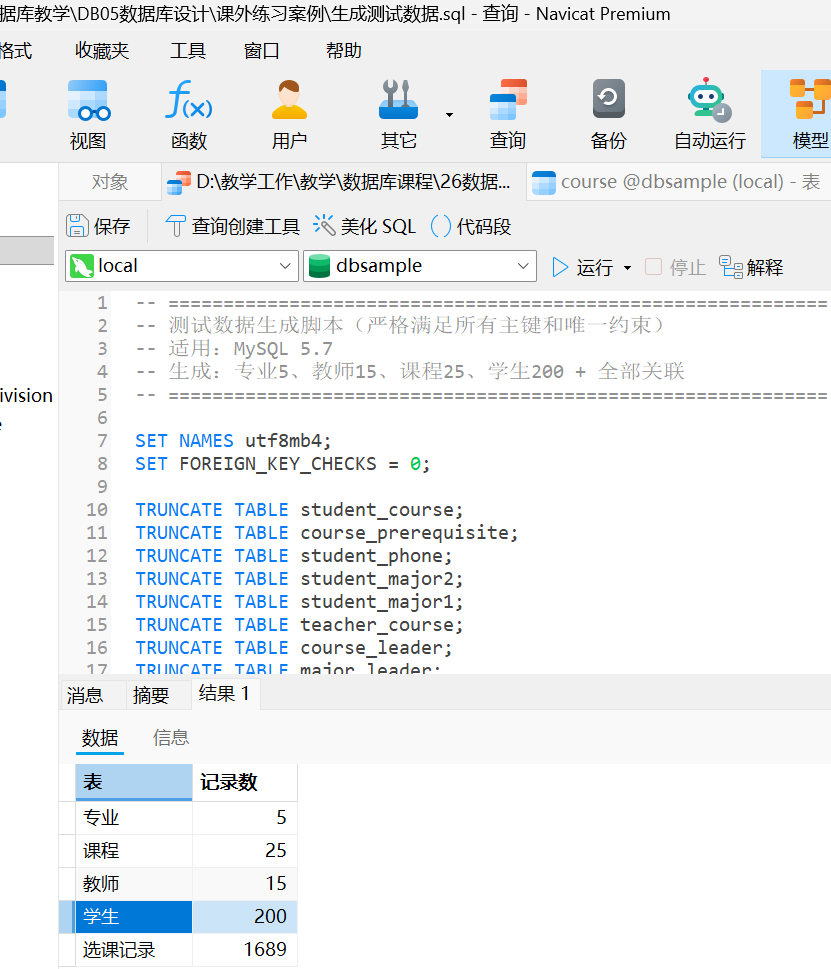 据库教学\DB05数据库设计\课外练习案例\生成测试数据.sql - 查询 - Navicat Premium
格式 收藏夹 工具 窗口 帮助
视图 函数 用户 其它 查询 备份 自动运行 模型
对象 D:\教学工作\教学\数据库课程\26数据... course @dbsample (local) - 表
保存 查询创建工具 美化 SQL () 代码段
local dbsample 运行 停止 解释
1 -- ============================================================
2 -- 测试数据生成脚本（严格满足所有主键和唯一约束）
3 -- 适用：MySQL 5.7
4 -- 生成：专业5、教师15、课程25、学生200 + 全部关联
5 -- ============================================================
6
7 SET NAMES utf8mb4;
8 SET FOREIGN_KEY_CHECKS = 0;
9
10 TRUNCATE TABLE student_course;
11 TRUNCATE TABLE course_prerequisite;
12 TRUNCATE TABLE student_phone;
13 TRUNCATE TABLE student_major2;
14 TRUNCATE TABLE student_major1;
15 TRUNCATE TABLE teacher_course;
16 TRUNCATE TABLE course_leader;
17 TRUNCATE TABLE major_leader;
ivision
消息 摘要 结果 1
数据 信息
表 记录数
专业 5
课程 25
教师 15
学生 200
选课记录 1689